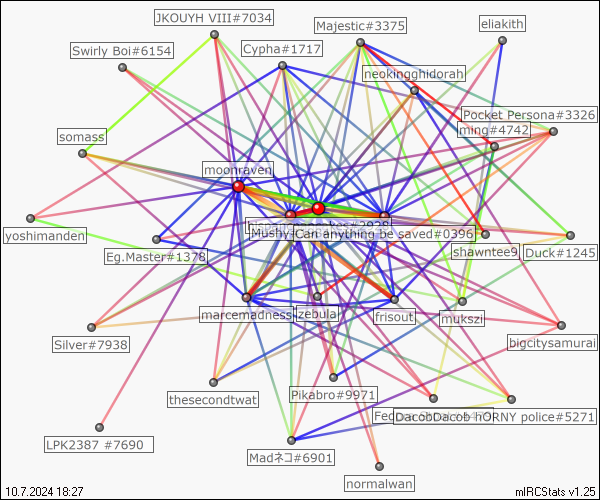 JKOUYH VIII#7034
Majestic#3375
eliakith
Swirly Boi#6154
Cypha#1717
neokingghidorah
Pocket Persona#3326
ming#4742
somass
moonraven
Mushy
Can anything be saved#0396
yoshimanden
Eg.Master#1378
shawntee9
Duck#1245
marcemadness
zebula
frisout
mukszi
Silver#7938
bigcitysamurai
thesecondtwat
Pikabro#9971
DacobDacob hORNY police#5271
LPK2387 #7690
Madネコ#6901
normalwan
10.7.2024 18:27
mIRCStats v1.25